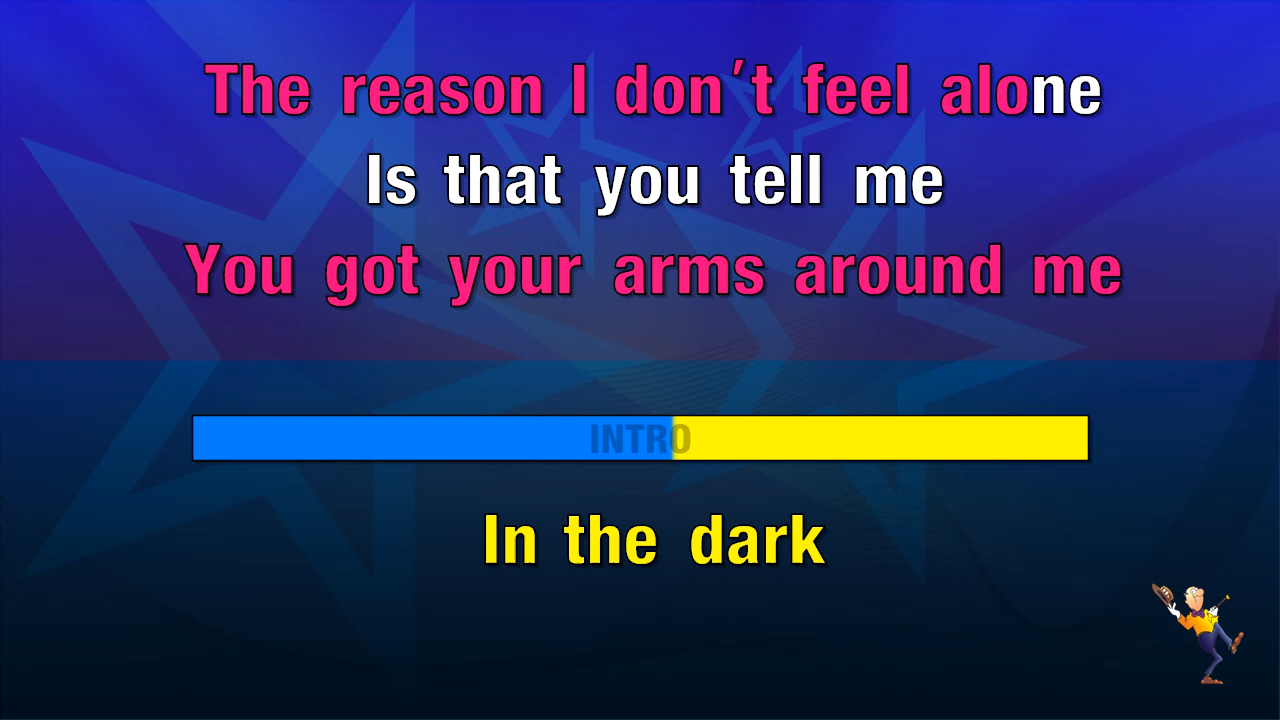 The reason I don't feel alone
Is that you tell me
You got your arms around me
INTRO
In the dark